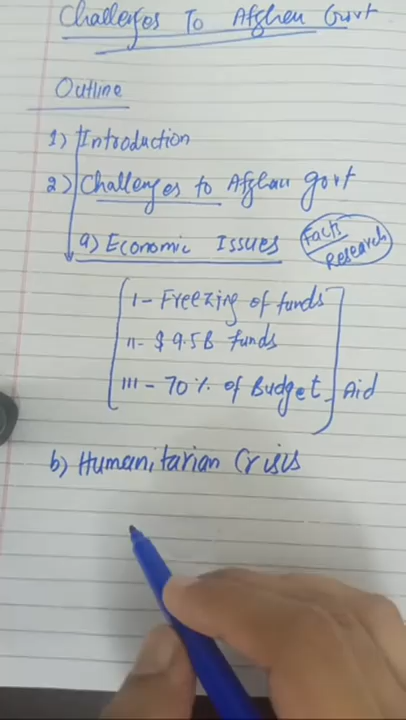 Challenges To Afghan Govt
Outline
1) Introduction
2) Challenges to Afghan govt
a) Economic Issues
Facts
Research
I- Freezing of funds
II- $ 9.5B funds
III- 70% of Budget Aid
b) Humanitarian Crisis